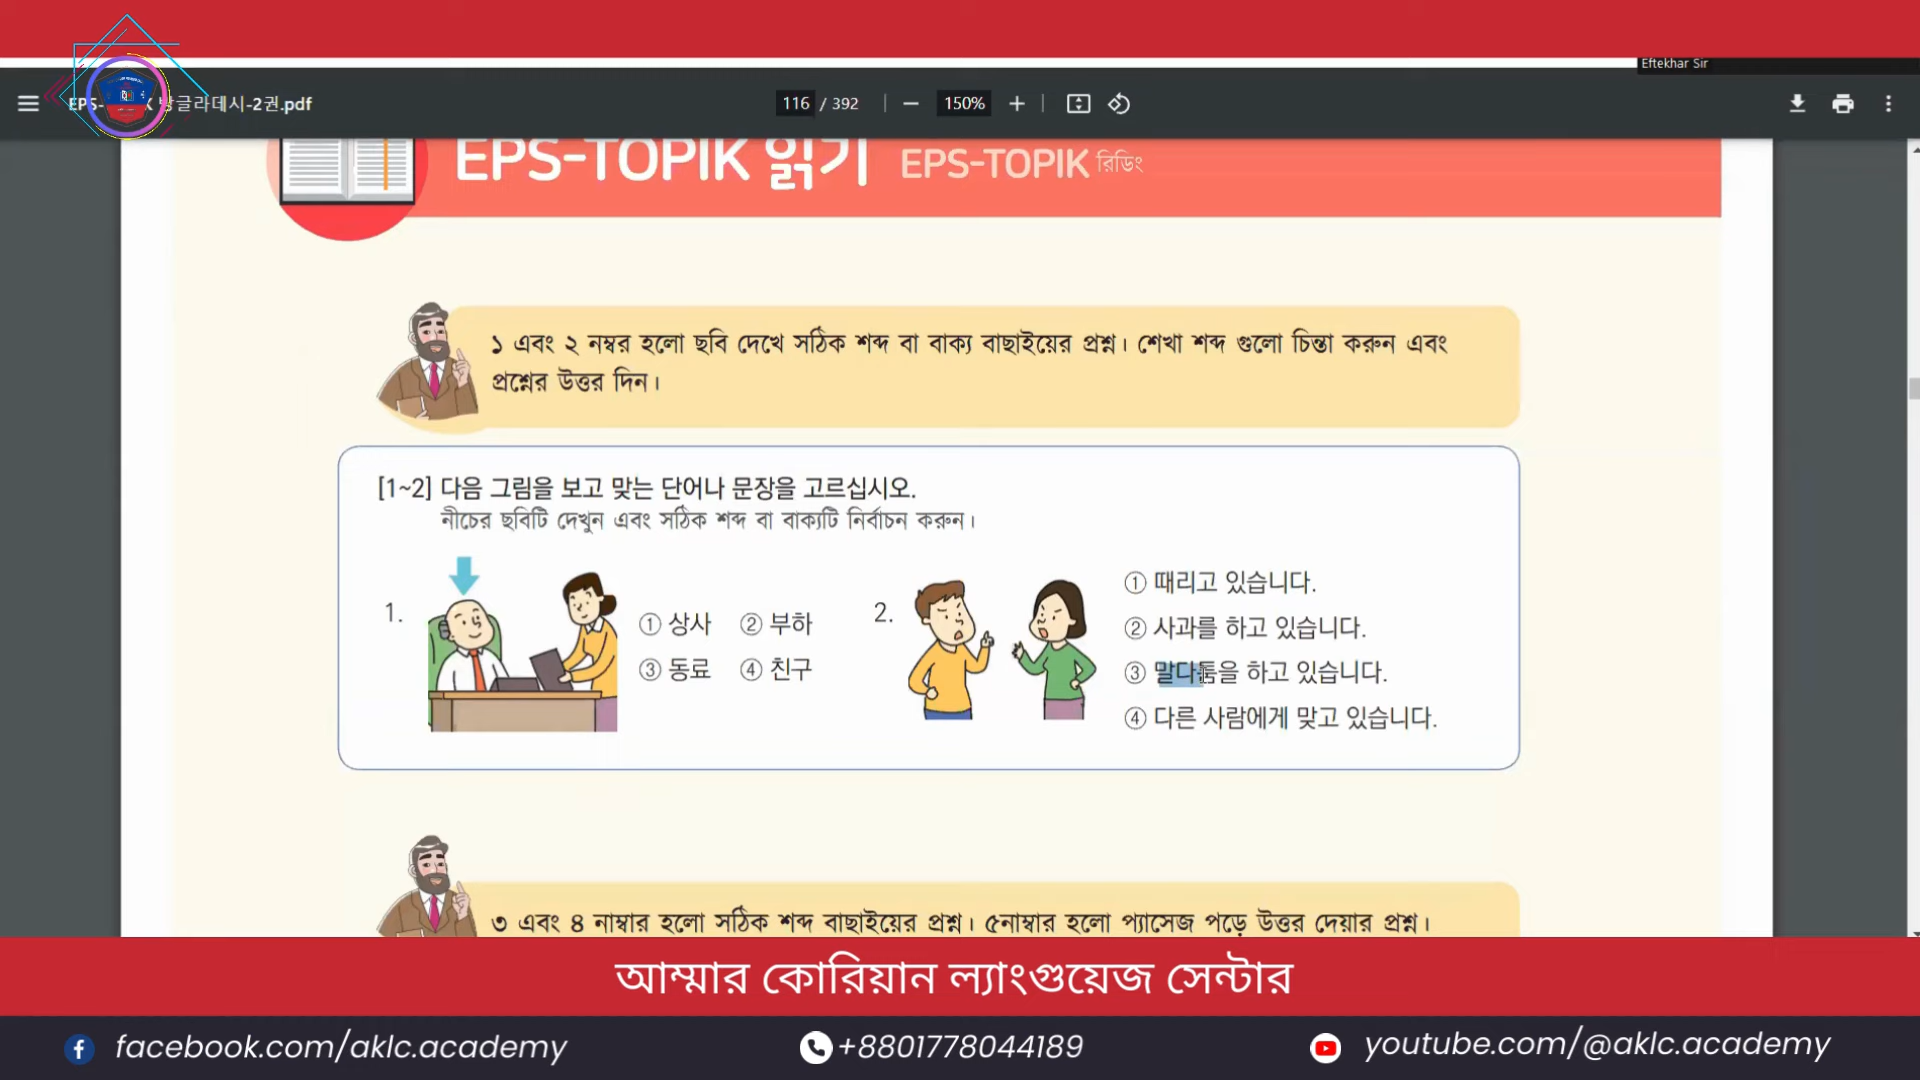 Eftekhar Sir
EPS- K 방글라데시-2권.pdf
116 / 392
150%
EPS-TOPIK 읽기 EPS-TOPIK রিডিং
১ এবং ২ নম্বর হলো ছবি দেখে সঠিক শব্দ বা বাক্য বাছাইয়ের প্রশ্ন। শেখা শব্দ গুলো চিন্তা করুন এবং
প্রশ্নের উত্তর দিন।
[1~2] 다음 그림을 보고 맞는 단어나 문장을 고르십시오.
নীচের ছবিটি দেখুন এবং সঠিক শব্দ বা বাক্যটি নির্বাচন করুন।
1.
① 상사 ② 부하
③ 동료 ④ 친구
2.
① 때리고 있습니다.
② 사과를 하고 있습니다.
③ 말다툼을 하고 있습니다.
④ 다른 사람에게 맞고 있습니다.
৩ এবং ৪ নাম্বার হলো সঠিক শব্দ বাছাইয়ের প্রশ্ন। ৫নাম্বার হলো প্যাসেজ পড়ে উত্তর দেয়ার প্রশ্ন।
আম্মার কোরিয়ান ল্যাংগুয়েজ সেন্টার
facebook.com/aklc.academy
+8801778044189
youtube.com/@aklc.academy